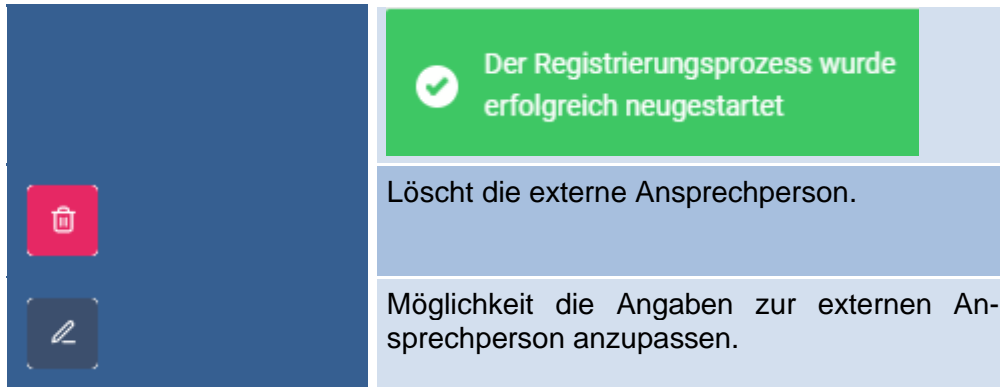 Der Registrierungsprozess wurde
erfolgreich neugestartet
Löscht die externe Ansprechperson.
Möglichkeit die Angaben zur externen An-
sprechperson anzupassen.